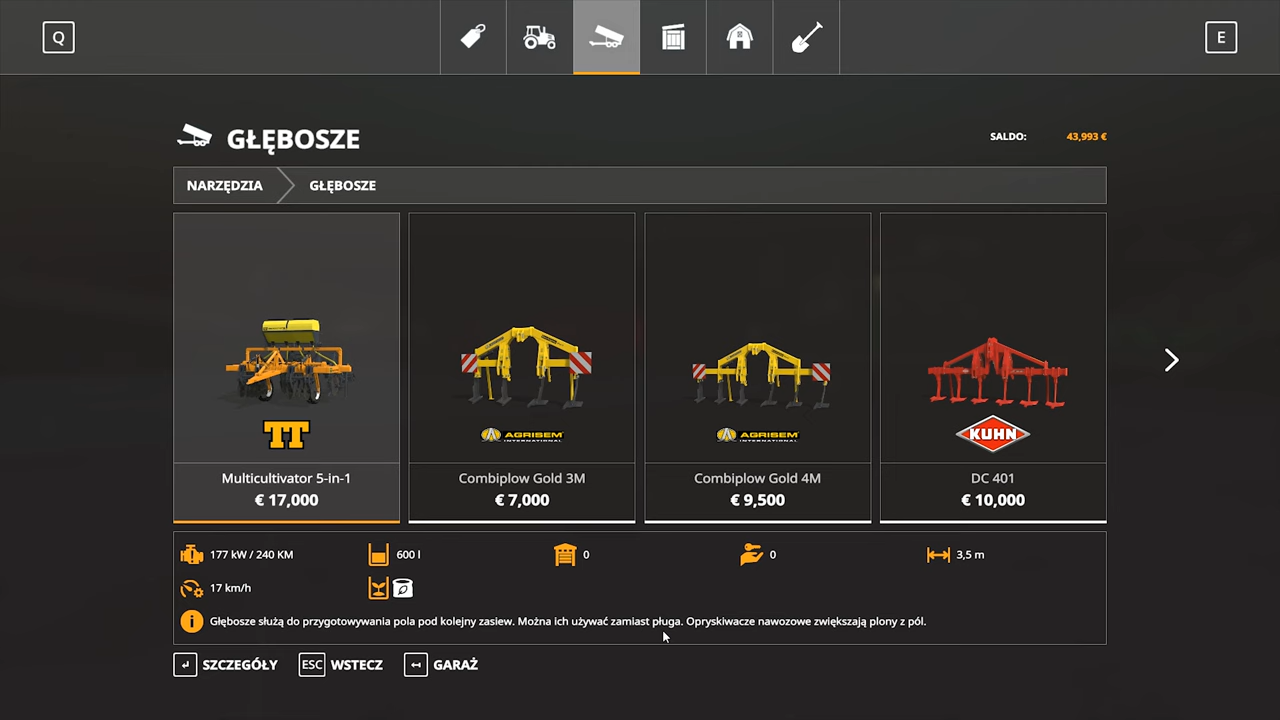 Q
E
GŁĘBOSZE
SALDO: 43,993 €
NARZĘDZIA GŁĘBOSZE
TT
AGRISEM INTERNATIONAL
AGRISEM INTERNATIONAL
KUHN
Multicultivator 5-in-1
€ 17,000
Combiplow Gold 3M
€ 7,000
Combiplow Gold 4M
€ 9,500
DC 401
€ 10,000
177 kW / 240 KM 600 l 0 0 3,5 m
17 km/h
Głębosze służą do przygotowywania pola pod kolejny zasiew. Można ich używać zamiast pługa. Opryskiwacze nawozowe zwiększają plony z pól.
SZCZEGÓŁY ESC WSTECZ GARAŻ